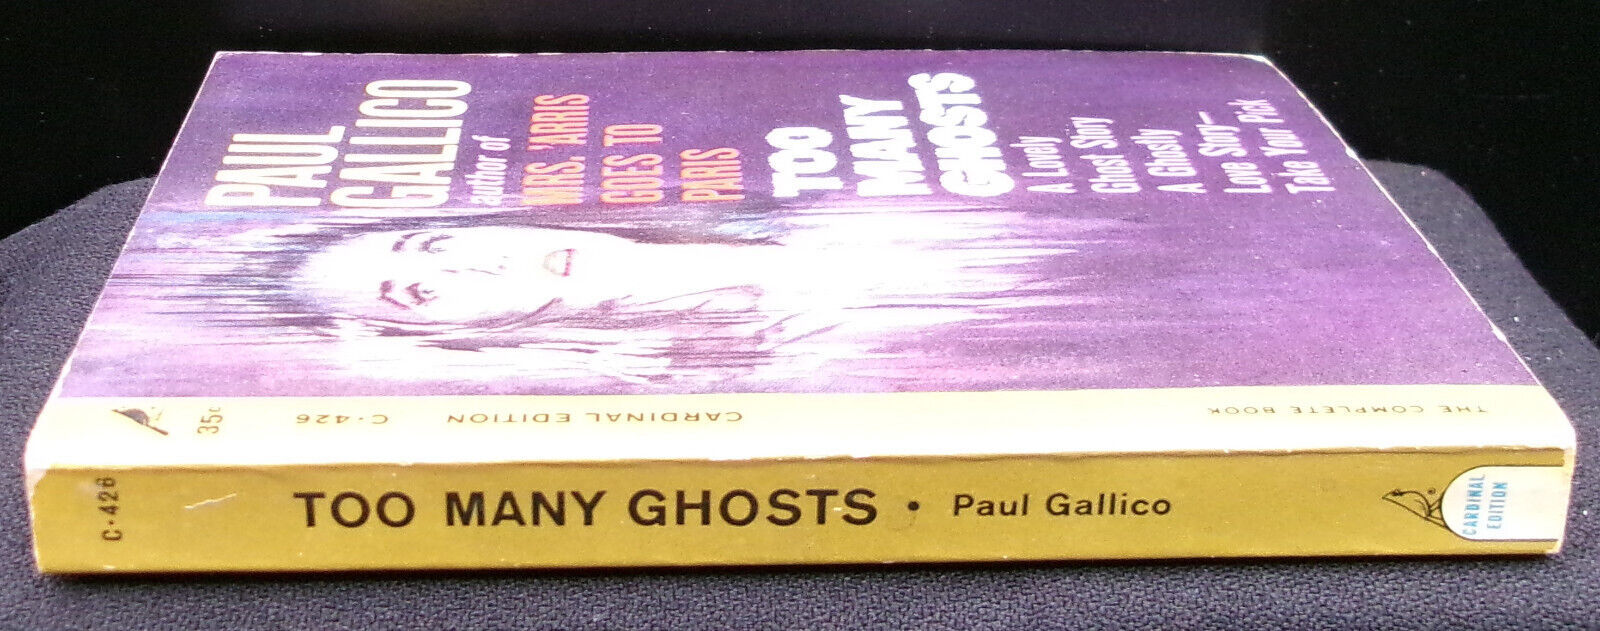 PAUL
GALLICO
author of
MRS. 'ARRIS
GOES TO
PARIS
TOO
MANY
GHOSTS
A Lovely
Ghost Story
A Ghostly
Love Story—
Take Your Pick
35c
C·426
CARDINAL EDITION
THE COMPLETE BOOK
C·426
TOO MANY GHOSTS · Paul Gallico
CARDINAL
EDITION